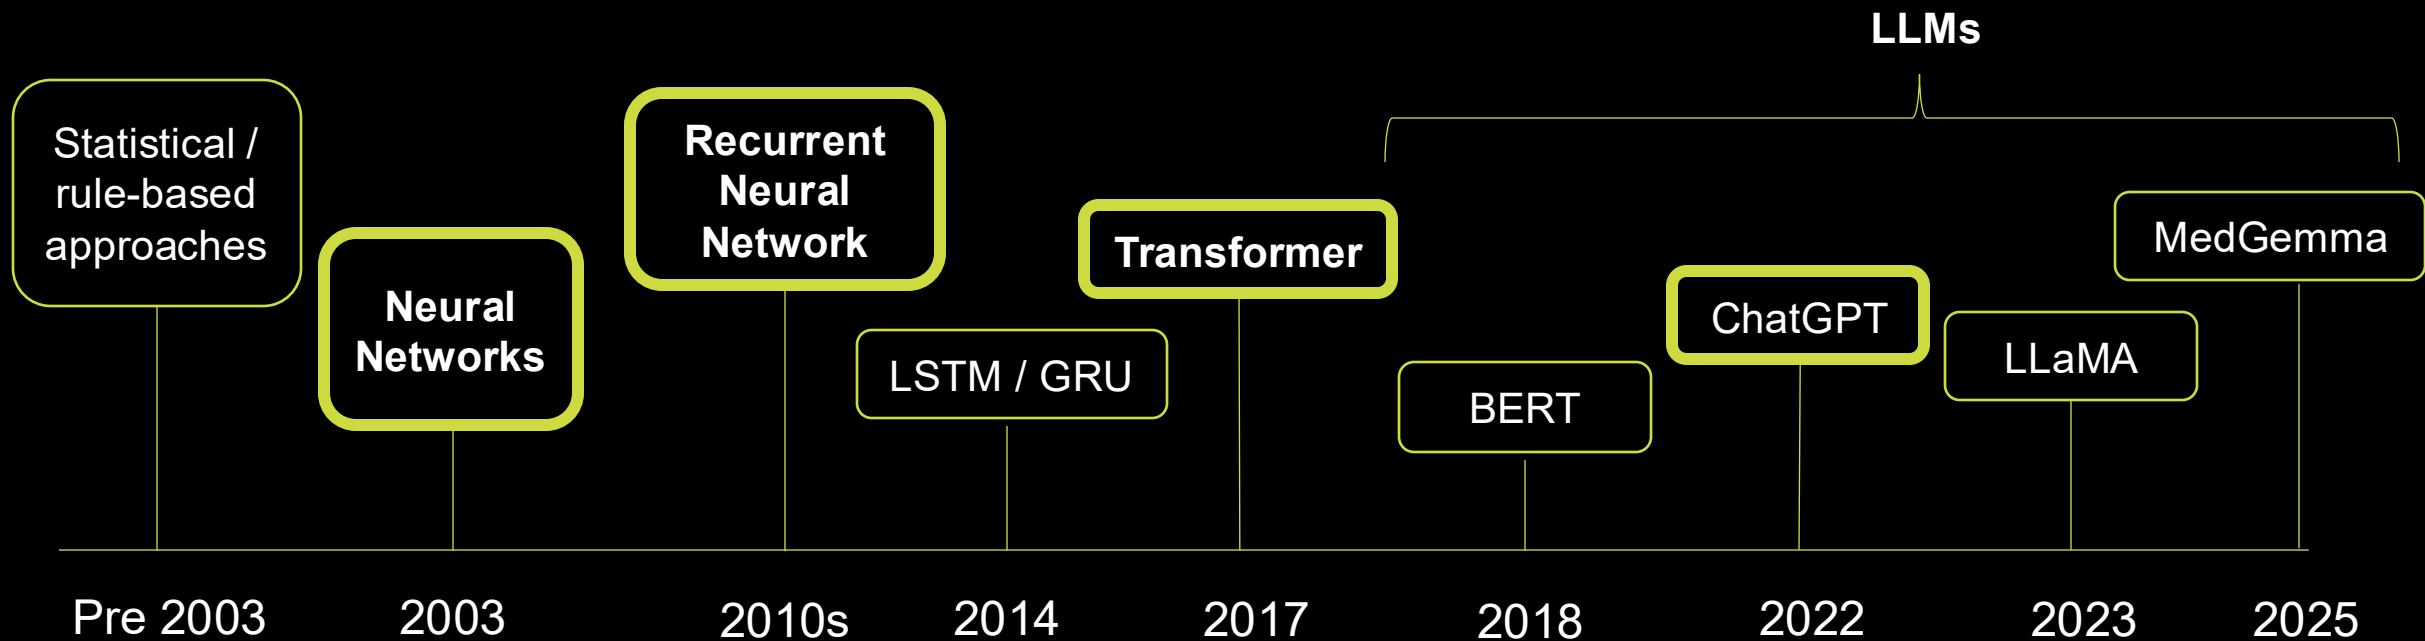 LLMs
Statistical /
rule-based
approaches
Neural
Networks
Recurrent
Neural
Network
LSTM / GRU
Transformer
BERT
ChatGPT
LLaMA
MedGemma
Pre 2003
2003
2010s
2014
2017
2018
2022
2023
2025